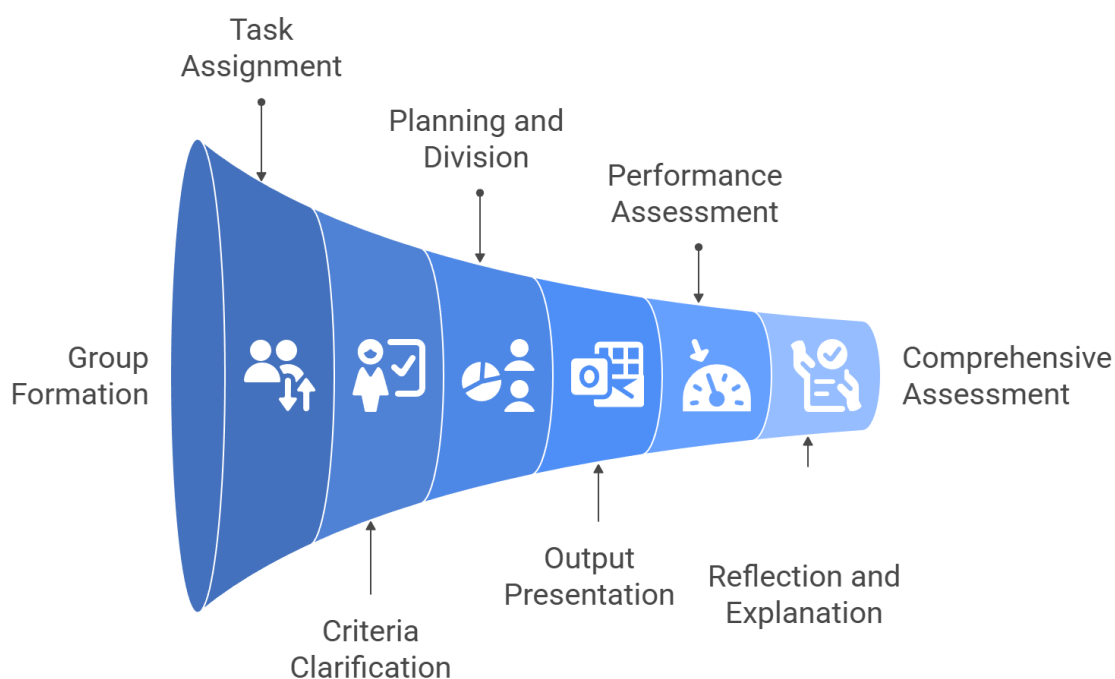 Task
Assignment
Planning and
Division
Performance
Assessment
Group
Formation
Comprehensive
Assessment
Output
Presentation
Reflection and
Explanation
Criteria
Clarification